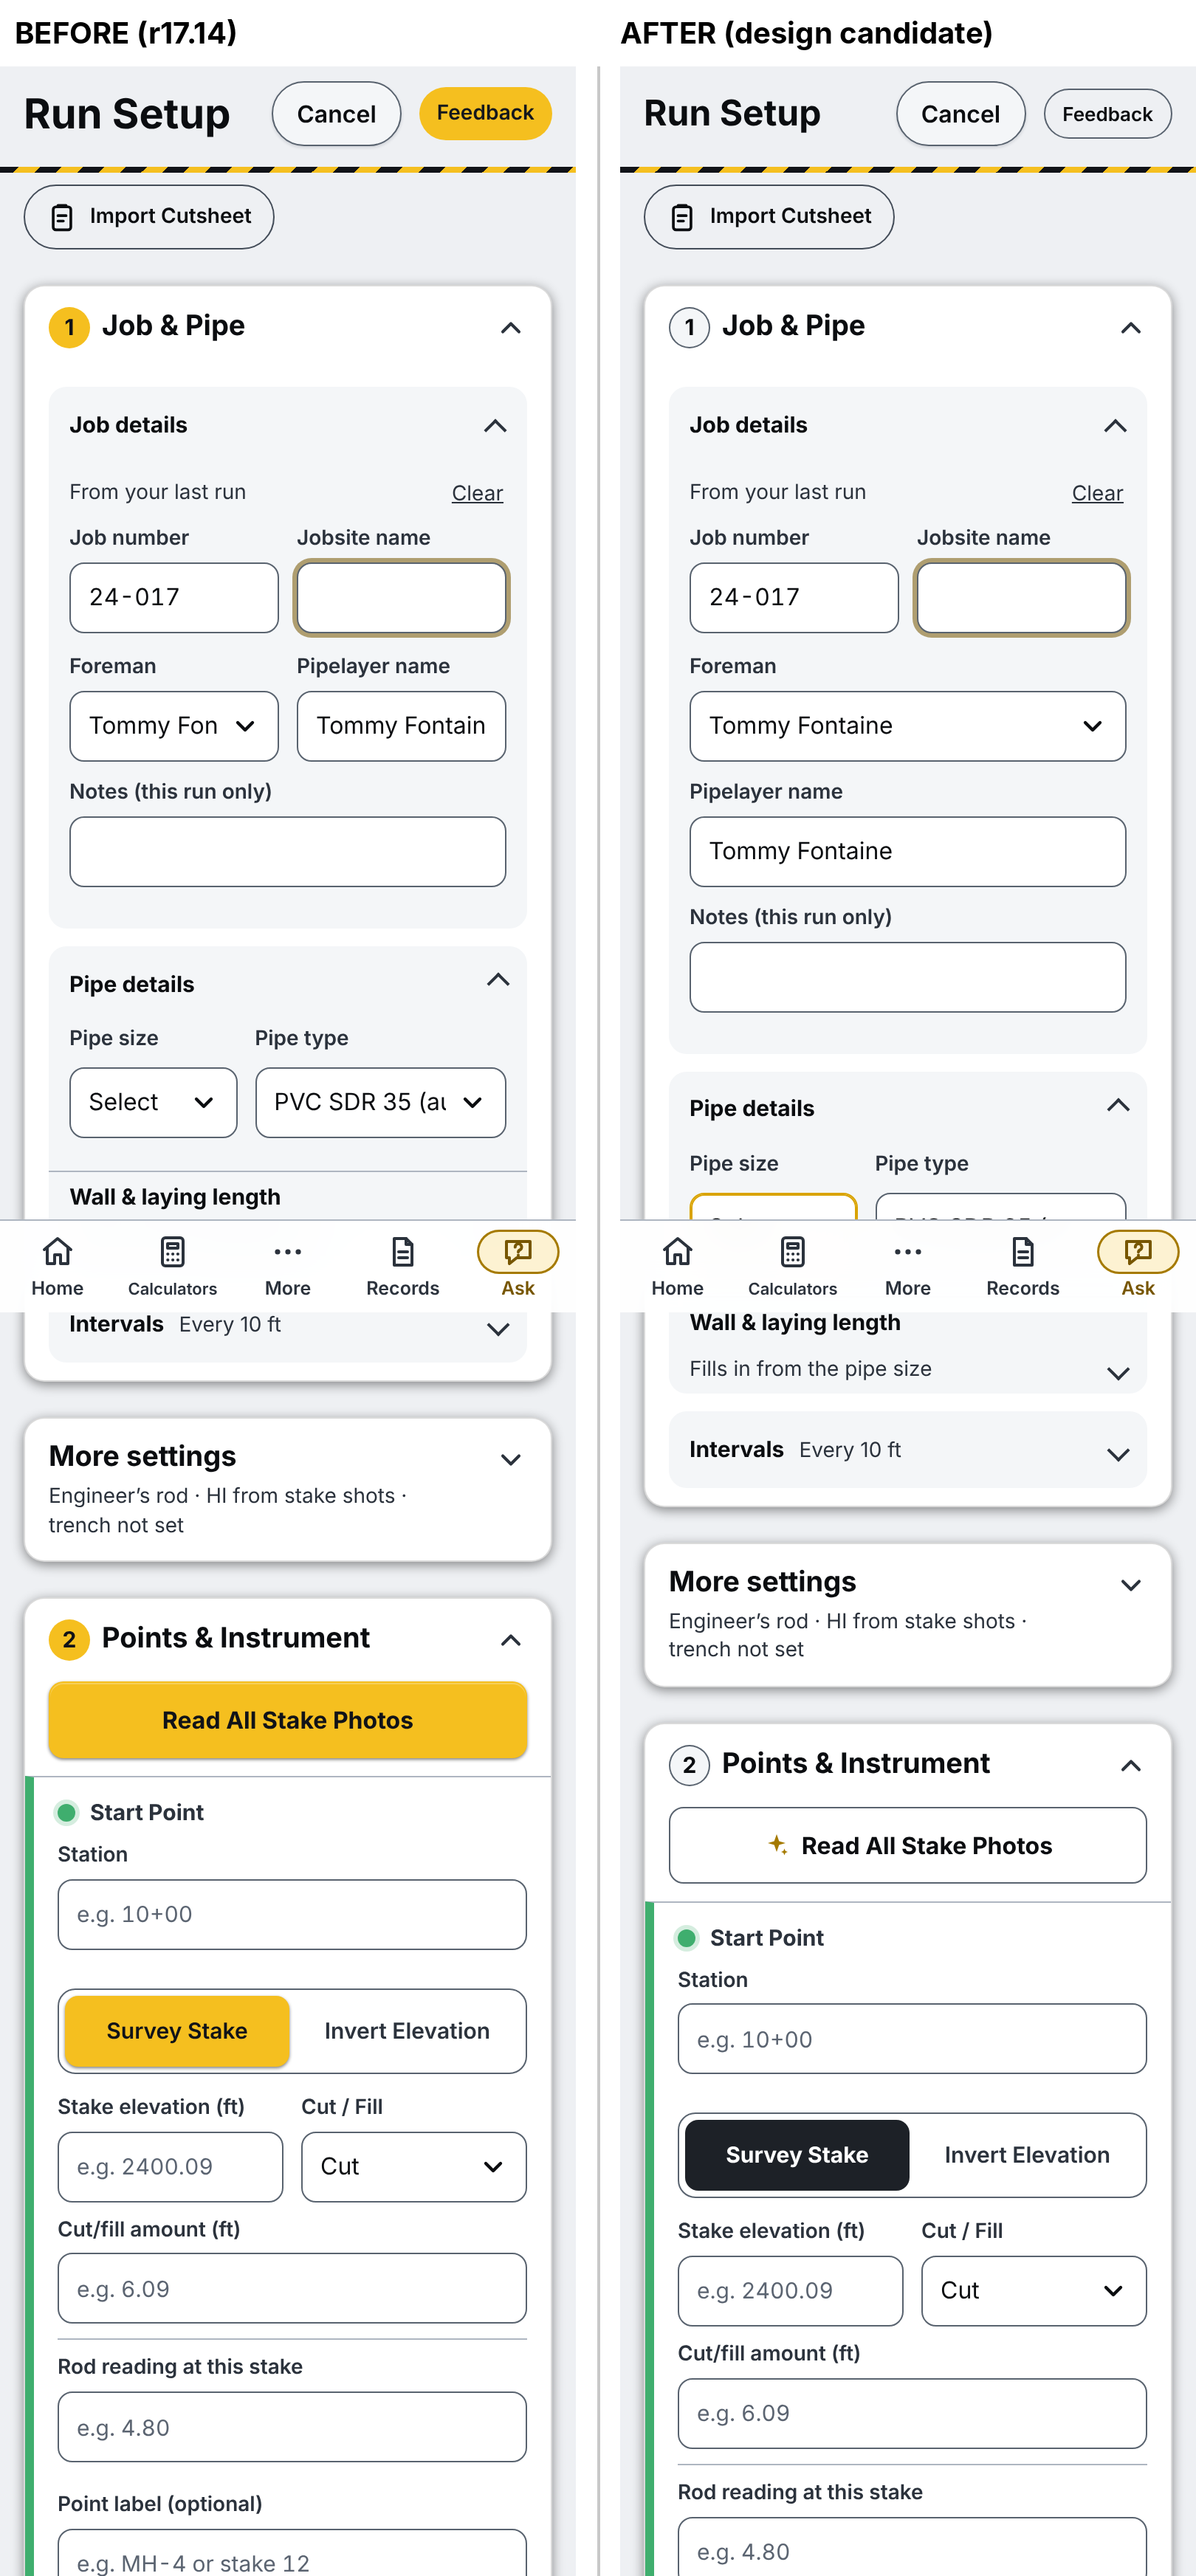 BEFORE (r17.14)
Run Setup
Cancel
Feedback
Import Cutsheet
1 Job & Pipe
Job details
From your last run
Clear
Job number
Jobsite name
24-017
Foreman
Pipelayer name
Tommy Fon
Tommy Fontain
Notes (this run only)
Pipe details
Pipe size
Pipe type
Select
PVC SDR 35 (au
Wall & laying length
Home
Calculators
More
Records
Ask
Intervals Every 10 ft
More settings
Engineer’s rod · HI from stake shots ·
trench not set
2 Points & Instrument
Read All Stake Photos
Start Point
Station
e.g. 10+00
Survey Stake
Invert Elevation
Stake elevation (ft)
Cut / Fill
e.g. 2400.09
Cut
Cut/fill amount (ft)
e.g. 6.09
Rod reading at this stake
e.g. 4.80
Point label (optional)
e.g. MH-4 or stake 12
AFTER (design candidate)
Run Setup
Cancel
Feedback
Import Cutsheet
1 Job & Pipe
Job details
From your last run
Clear
Job number
Jobsite name
24-017
Foreman
Tommy Fontaine
Pipelayer name
Tommy Fontaine
Notes (this run only)
Pipe details
Pipe size
Pipe type
Home
Calculators
More
Records
Ask
Wall & laying length
Fills in from the pipe size
Intervals Every 10 ft
More settings
Engineer’s rod · HI from stake shots ·
trench not set
2 Points & Instrument
Read All Stake Photos
Start Point
Station
e.g. 10+00
Survey Stake
Invert Elevation
Stake elevation (ft)
Cut / Fill
e.g. 2400.09
Cut
Cut/fill amount (ft)
e.g. 6.09
Rod reading at this stake
e.g. 4.80